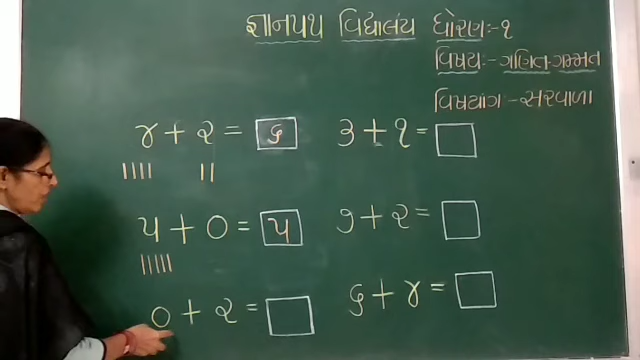 જ્ઞાનપથ વિદ્યાલય ધોરણઃ-૧
વિષયઃ- ગણિત-ગમ્મત
વિષયાંગ - સરવાળા
૪ + ૨ = ૬
૩ + ૧ =
૫ + ૦ = ૫
૭ + ૨ =
૦ + ૨ =
૬ + ૪ =